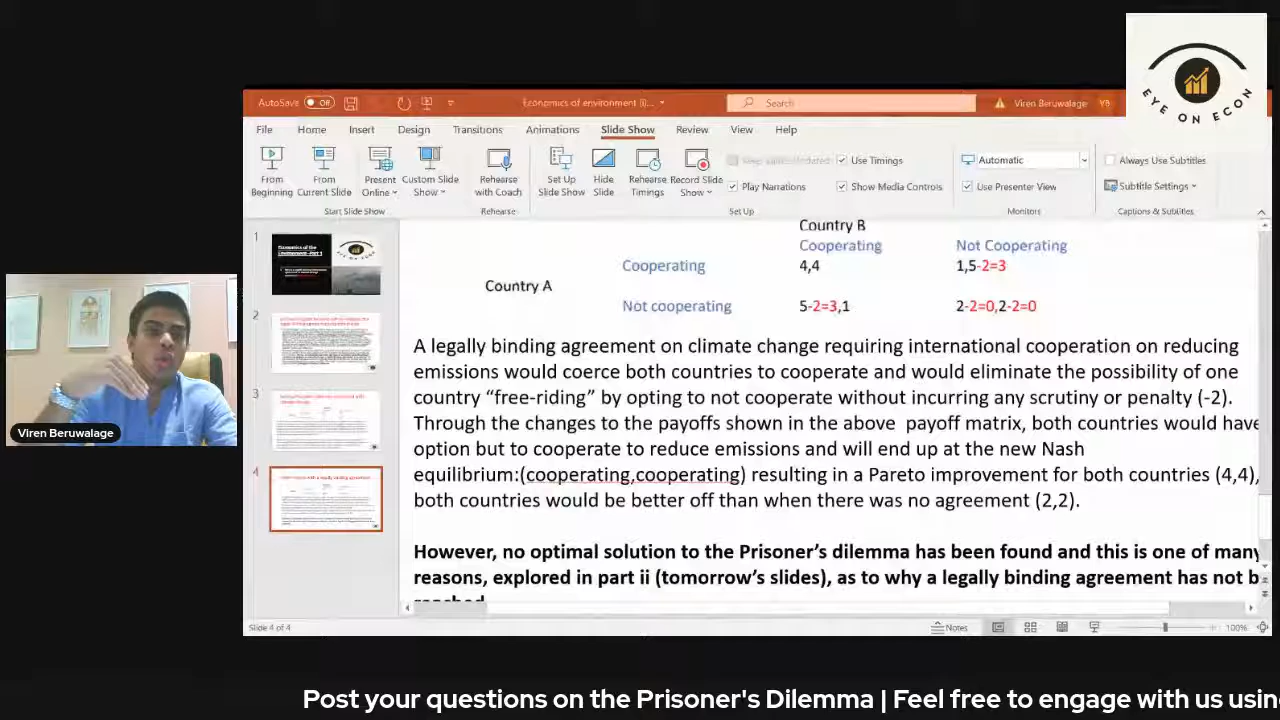 EYE ON ECON
AutoSave Off
Economics of environment (I)...
Search
Viren Beruwalage
File Home Insert Design Transitions Animations Slide Show Review View Help
From Beginning
From Current Slide
Present Online
Custom Slide Show
Rehearse with Coach
Set Up Slide Show
Hide Slide
Rehearse Timings
Record Slide Show
Keep Slides Updated
Play Narrations
Use Timings
Show Media Controls
Automatic
Use Presenter View
Always Use Subtitles
Subtitle Settings
Start Slide Show
Rehearse
Set Up
Monitors
Captions & Subtitles
1
2
3
4
Country B
Cooperating Not Cooperating
Cooperating 4,4 1,5-2=3
Country A
Not cooperating 5-2=3,1 2-2=0,2-2=0
A legally binding agreement on climate change requiring international cooperation on reducing
emissions would coerce both countries to cooperate and would eliminate the possibility of one
country “free-riding” by opting to not cooperate without incurring any scrutiny or penalty (-2).
Through the changes to the payoffs shown in the above payoff matrix, both countries would have
option but to cooperate to reduce emissions and will end up at the new Nash
equilibrium:(cooperating,cooperating) resulting in a Pareto improvement for both countries (4,4),
both countries would be better off than when there was no agreement (2,2).
However, no optimal solution to the Prisoner’s dilemma has been found and this is one of many
reasons, explored in part ii (tomorrow’s slides), as to why a legally binding agreement has not b
reached
Viren Beruwalage
Slide 4 of 4
Notes
100%
Post your questions on the Prisoner's Dilemma | Feel free to engage with us usin